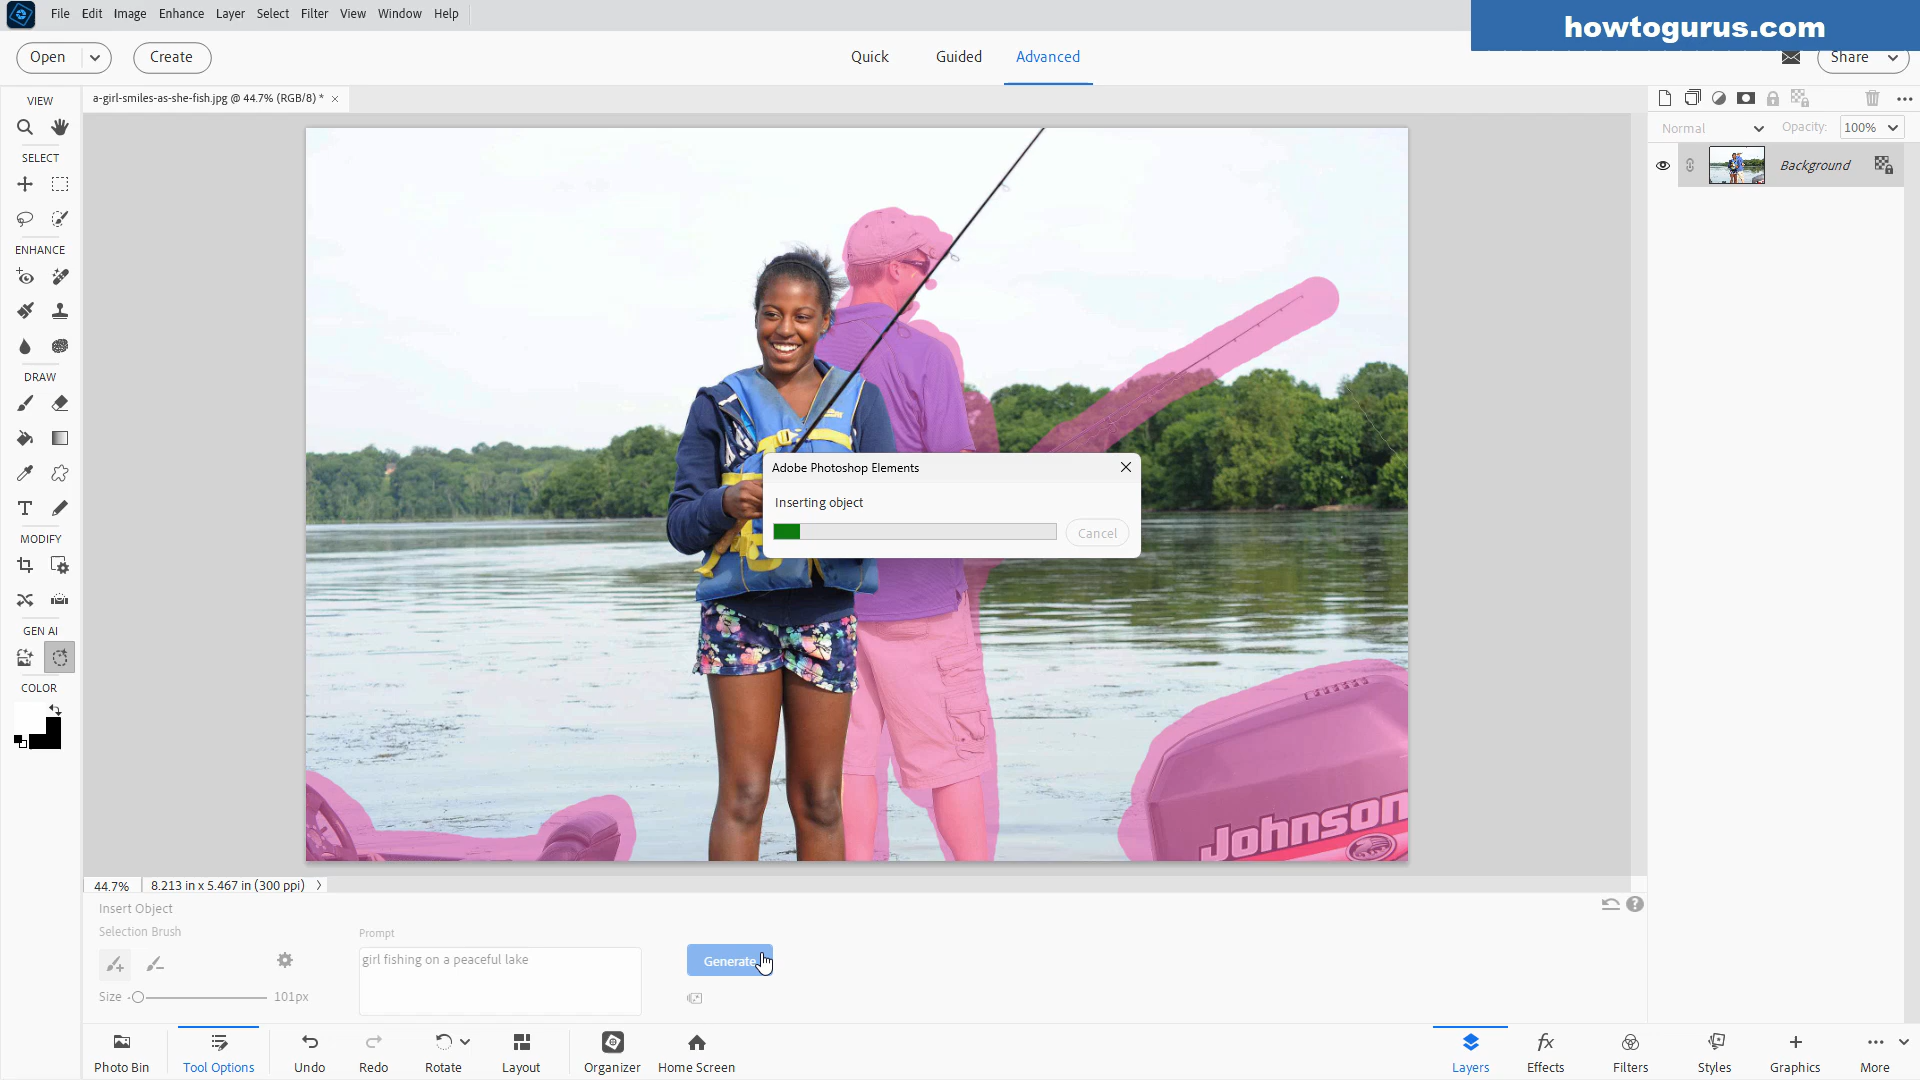 File Edit Image Enhance Layer Select Filter View Window Help
howtogurus.com
Open Create Quick Guided Advanced Share
VIEW
a-girl-smiles-as-she-fish.jpg @ 44.7% (RGB/8) * ×
Normal Opacity: 100%
SELECT
Background
ENHANCE
DRAW
Adobe Photoshop Elements
Inserting object
Cancel
MODIFY
GEN AI
COLOR
Johnson
44.7% 8.213 in x 5.467 in (300 ppi)
Insert Object
Selection Brush
Prompt
girl fishing on a peaceful lake
Generate
Size 101px
Photo Bin Tool Options Undo Redo Rotate Layout Organizer Home Screen Layers Effects Filters Styles Graphics More